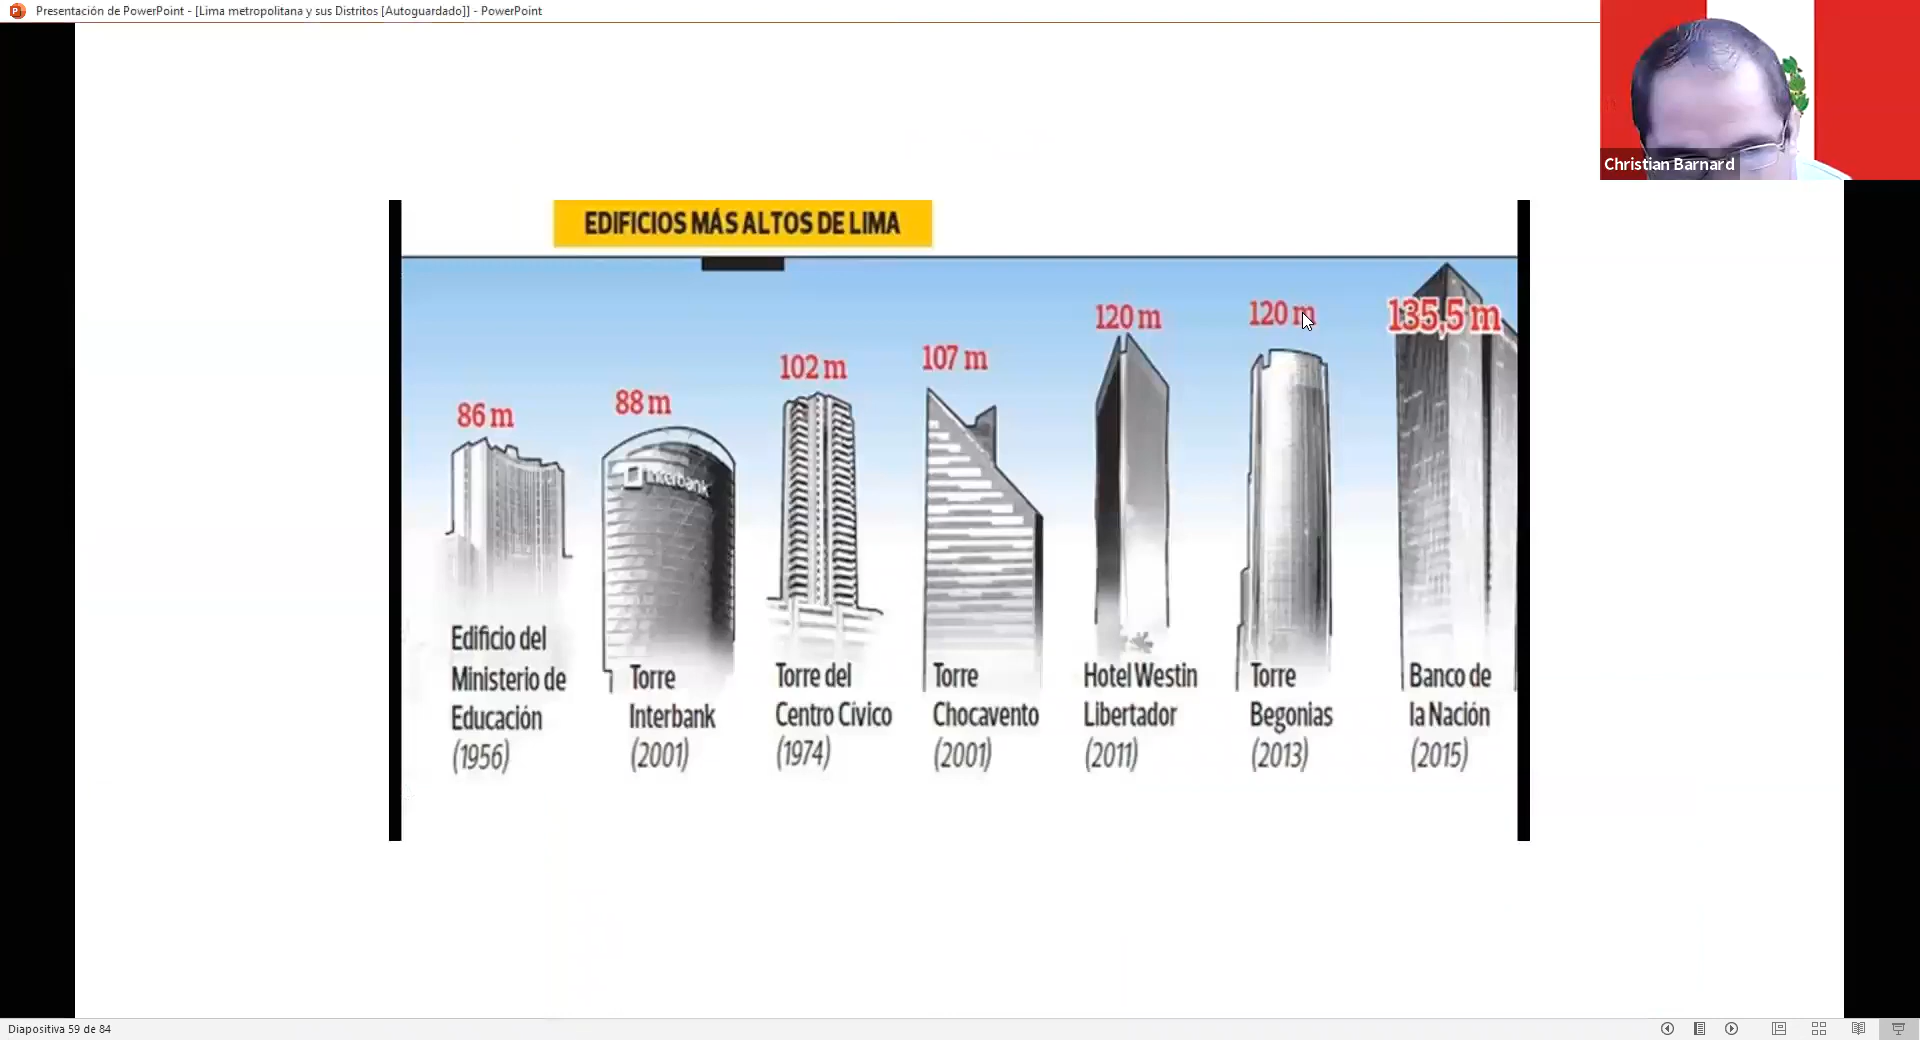 Presentación de PowerPoint - [Lima metropolitana y sus Distritos [Autoguardado]] - PowerPoint
Christian Barnard
EDIFICIOS MÁS ALTOS DE LIMA
86 m
88 m
102 m
107 m
120 m
120 m
135,5 m
Interbank
Edificio del
Ministerio de
Educación
(1956)
Torre
Interbank
(2001)
Torre del
Centro Cívico
(1974)
Torre
Chocavento
(2001)
Hotel Westin
Libertador
(2011)
Torre
Begonias
(2013)
Banco de
la Nación
(2015)
Diapositiva 59 de 84